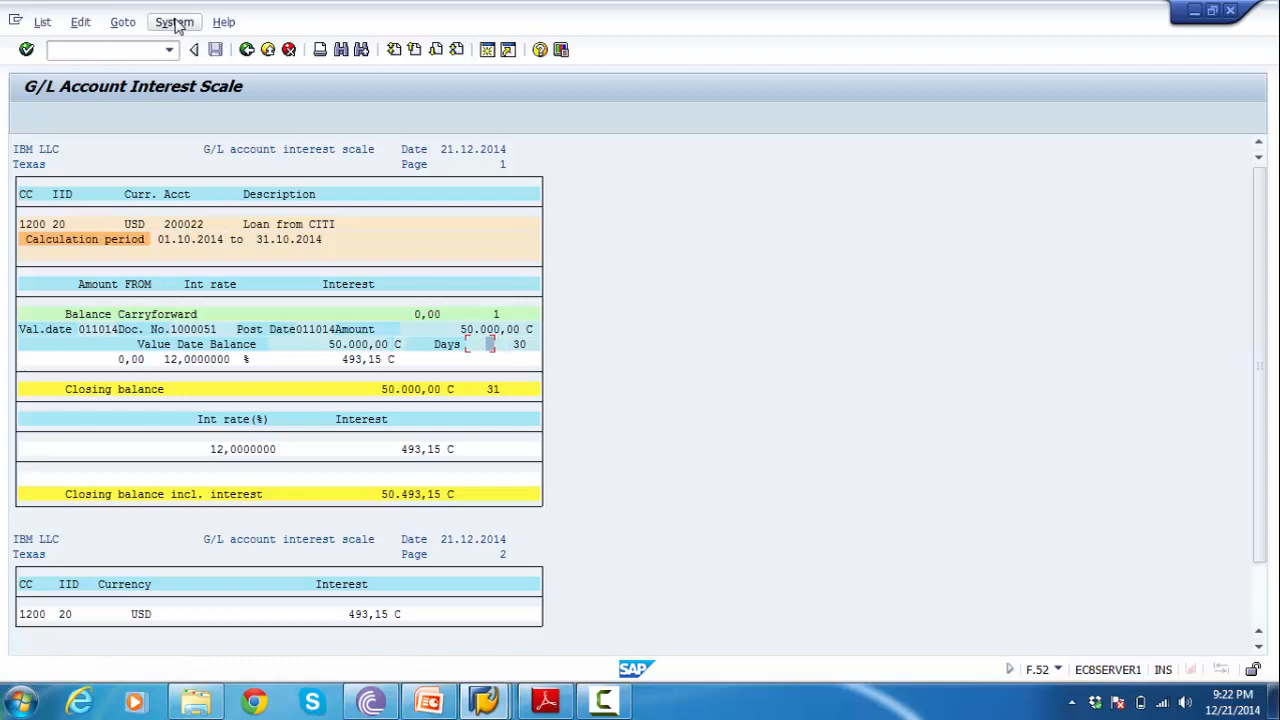 List Edit Goto System Help
G/L Account Interest Scale
IBM LLC G/L account interest scale Date 21.12.2014
Texas Page 1
CC IID Curr. Acct Description
1200 20 USD 200022 Loan from CITI
Calculation period 01.10.2014 to 31.10.2014
Amount FROM Int rate Interest
Balance Carryforward 0,00 1
Val.date 011014Doc. No.1000051 Post Date011014Amount 50.000,00 C
Value Date Balance 50.000,00 C Days 30
0,00 12,0000000 % 493,15 C
Closing balance 50.000,00 C 31
Int rate(%) Interest
12,0000000 493,15 C
Closing balance incl. interest 50.493,15 C
IBM LLC G/L account interest scale Date 21.12.2014
Texas Page 2
CC IID Currency Interest
1200 20 USD 493,15 C
SAP F.52 EC8SERVER1 INS
9:22 PM
12/21/2014